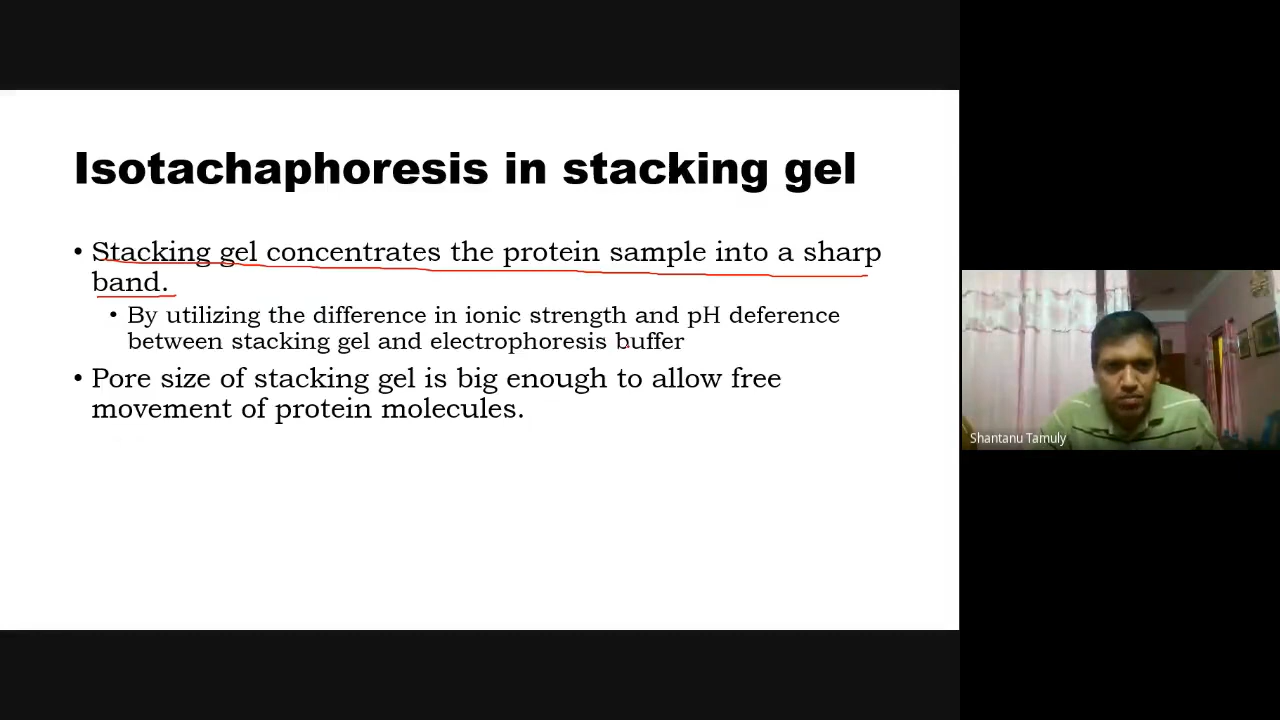 Isotachaphoresis in stacking gel
• Stacking gel concentrates the protein sample into a sharp
band.
• By utilizing the difference in ionic strength and pH deference
between stacking gel and electrophoresis buffer
• Pore size of stacking gel is big enough to allow free
movement of protein molecules.
Shantanu Tamuly